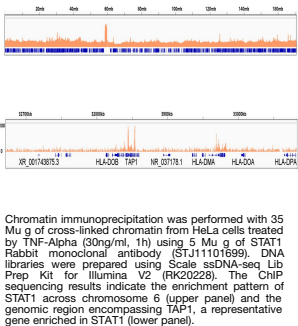 20mb 40mb 60mb 80mb 100mb 120mb 140mb 160mb
XR_001743875.3 HLA-DOB TAP1 NR_037178.1 HLA-DMA HLA-DOA HLA-DPA
Chromatin immunoprecipitation was performed with 35
Mu g of cross-linked chromatin from HeLa cells treated
by TNF-Alpha (30ng/ml, 1h) using 5 Mu g of STAT1
Rabbit monoclonal antibody (STJ11101699). DNA
libraries were prepared using Scale ssDNA-seq Lib
Prep Kit for Illumina V2 (RK20228). The ChIP
sequencing results indicate the enrichment pattern of
STAT1 across chromosome 6 (upper panel) and the
genomic region encompassing TAP1, a representative
gene enriched in STAT1 (lower panel).